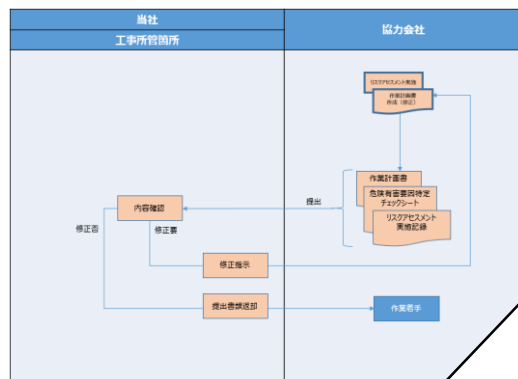 当社
協力会社
工事所管箇所
リスクアセスメント実施
作業計画書
作成（修正）
作業計画書
危険有害要因特定
チェックシート
リスクアセスメント
実施記録
提出
内容確認
修正否
修正要
修正指示
提出書類返却
作業着手